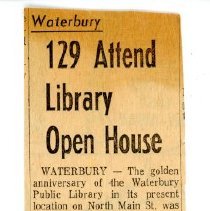 Waterbury
129 Attend
Library
Open House
WATERBURY — The golden
anniversary of the Waterbury
Public Library in its present
location on North Main St. was